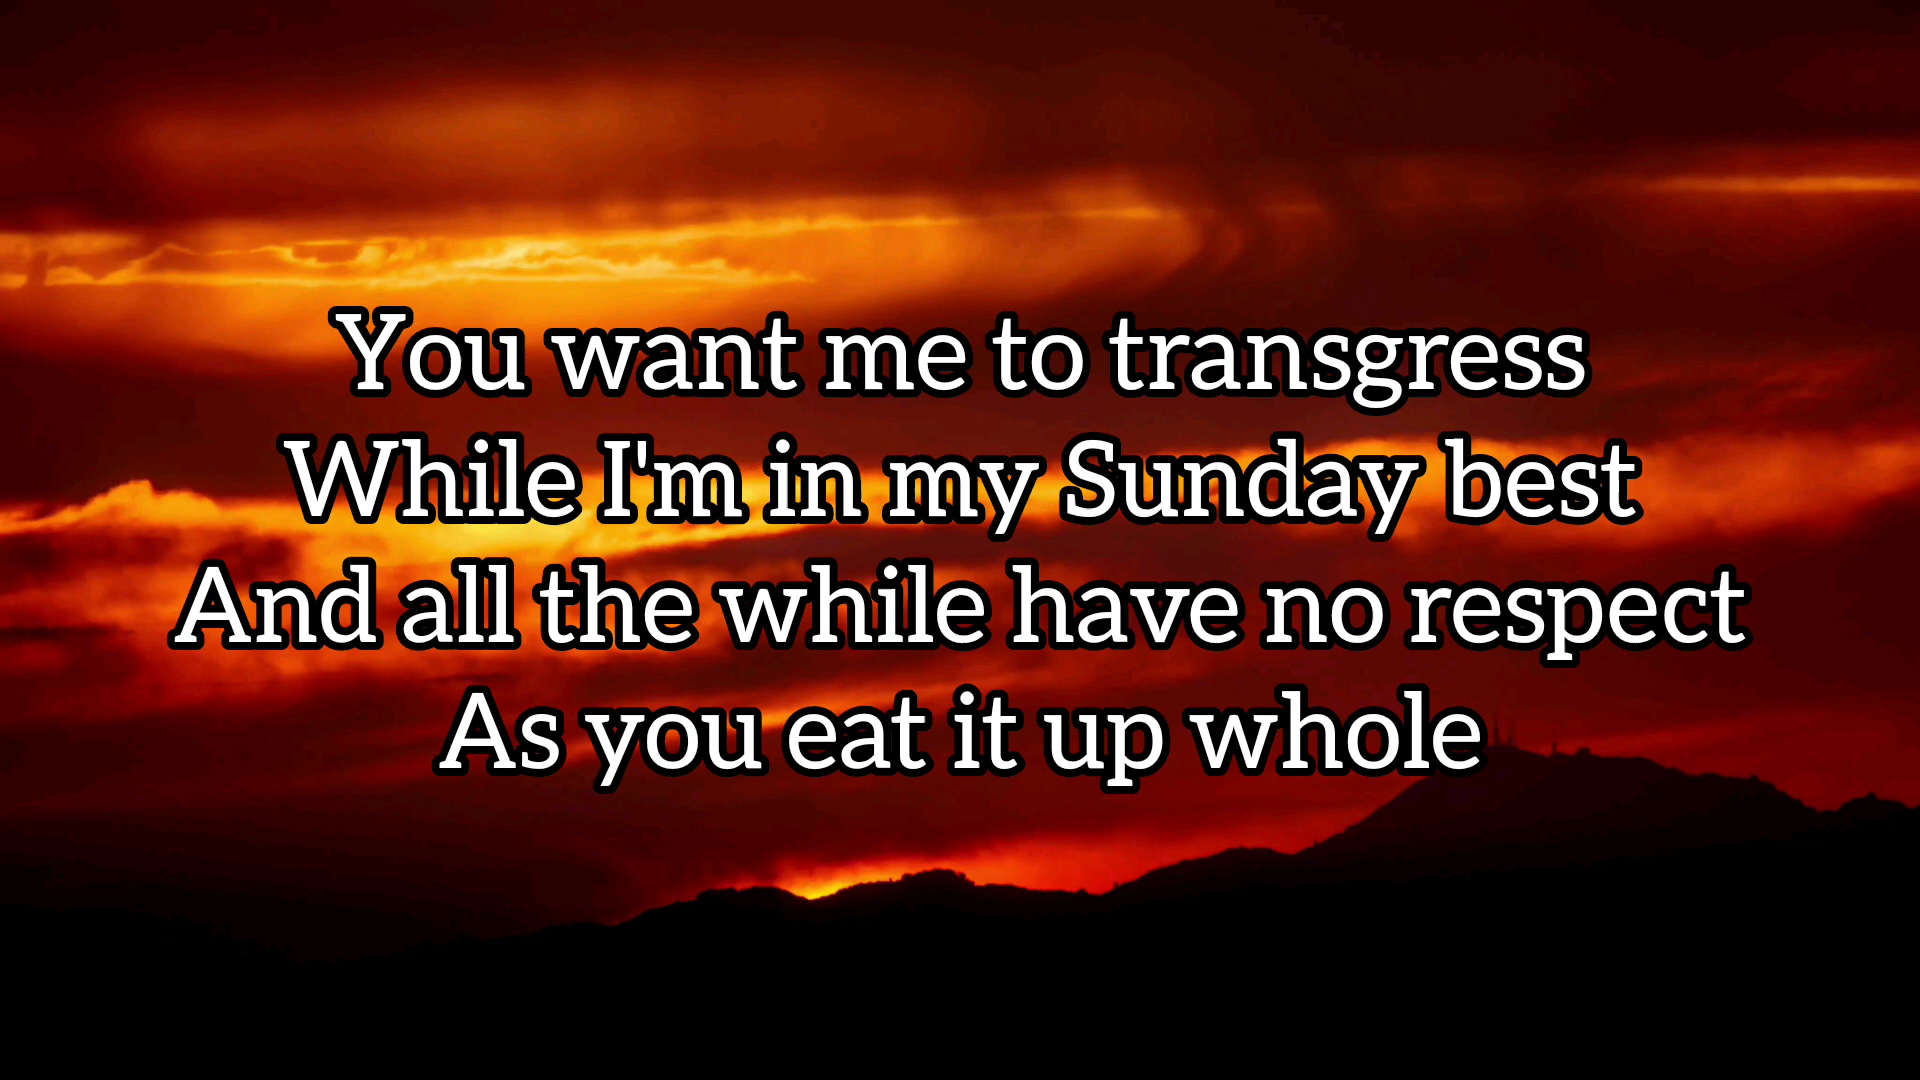 You want me to transgress
While I'm in my Sunday best
And all the while have no respect
As you eat it up whole